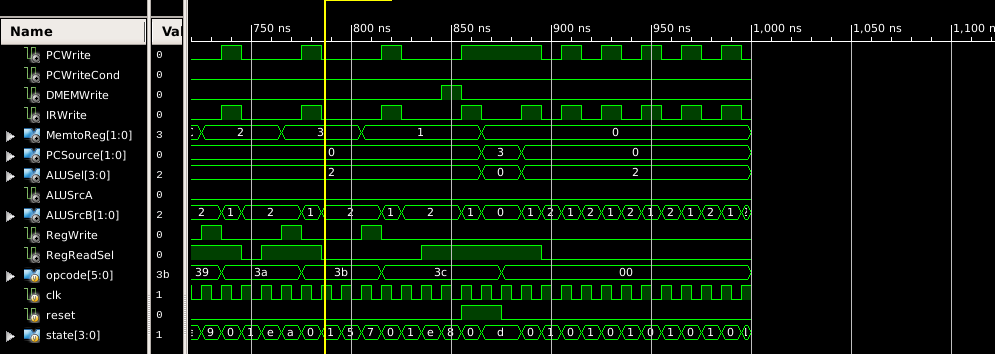 Name Val 750 ns 800 ns 850 ns 900 ns 950 ns 1,000 ns 1,050 ns 1,100 n
PCWrite 0
PCWriteCond 0
DMEMWrite 0
IRWrite 0
MemtoReg[1:0] 3 2 3 1 0
PCSource[1:0] 0 0 3 0
ALUSel[3:0] 2 2 0 2
ALUSrcA 0
ALUSrcB[1:0] 2 2 1 2 1 2 1 2 1 0 1 2 1 2 1 2 1 2 1 2 1
RegWrite 0
RegReadSel 0
opcode[5:0] 3b 39 3a 3b 3c 00
clk 1
reset 0
state[3:0] 1 9 0 1 e a 0 1 5 7 0 1 e 8 0 d 0 1 0 1 0 1 0 1 0 1 0